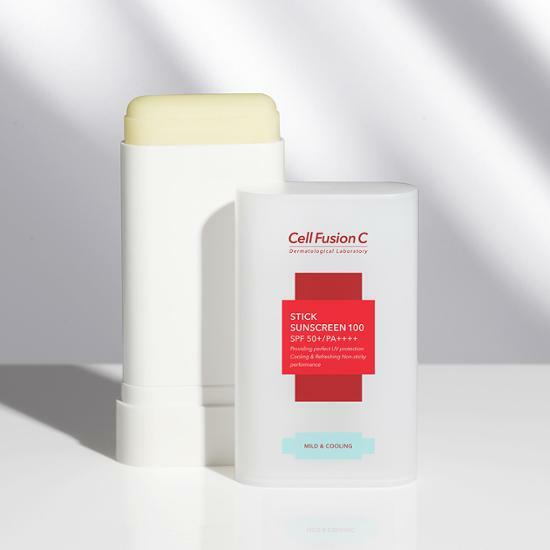 Cell Fusion C
Dermatological Laboratory
STICK
SUNSCREEN 100
SPF 50+/PA++++
Providing perfect UV protection
Cooling & Refreshing Non-sticky
performance
MILD & COOLING